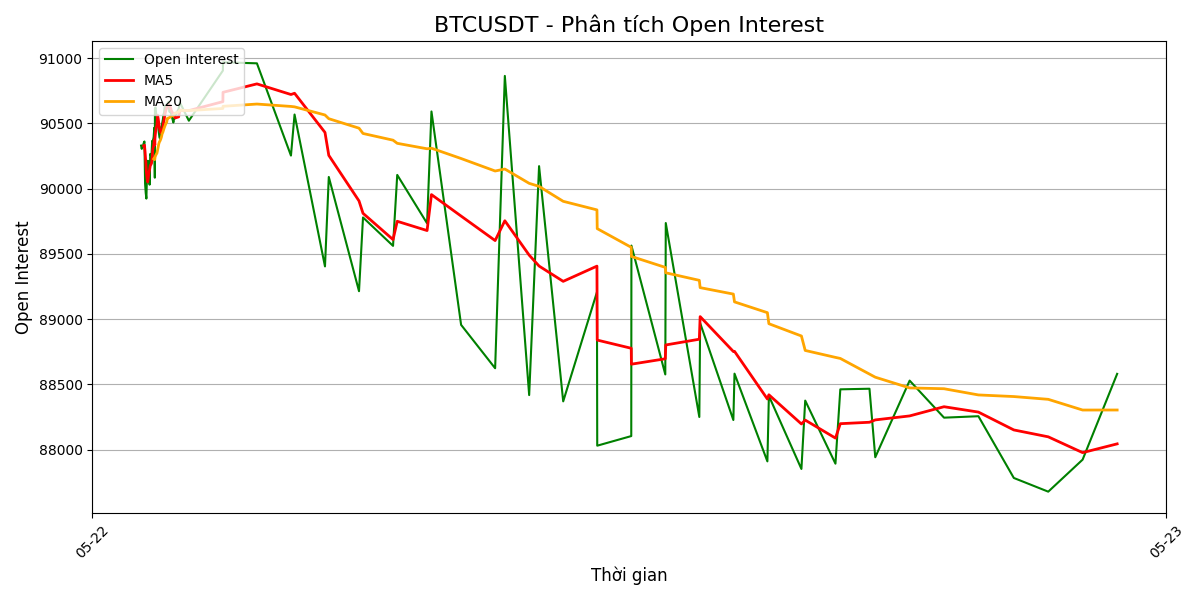 BTCUSDT - Phân tích Open Interest
Open Interest
MA5
MA20
91000
90500
90000
89500
89000
88500
88000
Open Interest
05-22
05-23
Thời gian